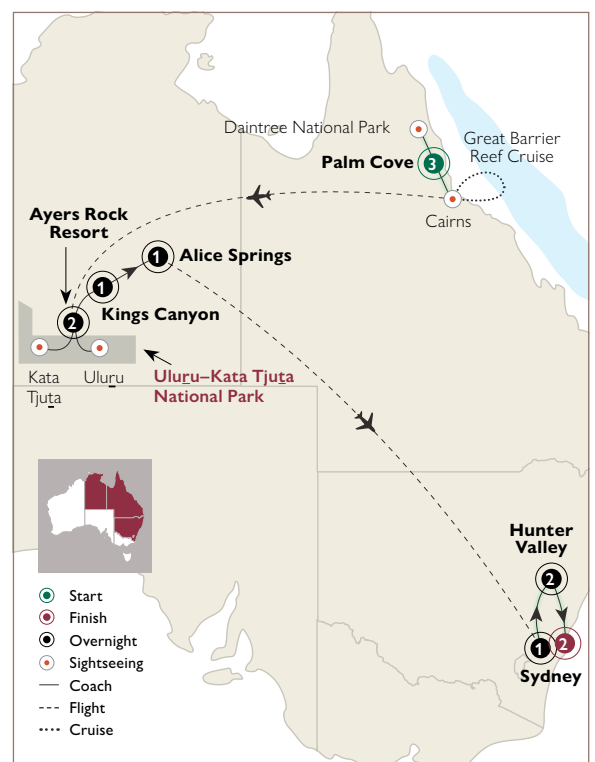 Daintree National Park
Great Barrier
Reef Cruise
Palm Cove
3
Cairns
Ayers Rock
Resort
Alice Springs
1
1
Kings Canyon
2
Kata
Tjuṯa
Uluṟu
Uluṟu–Kata Tjuṯa
National Park
Hunter
Valley
2
1
2
Sydney
Start
Finish
Overnight
Sightseeing
Coach
Flight
Cruise